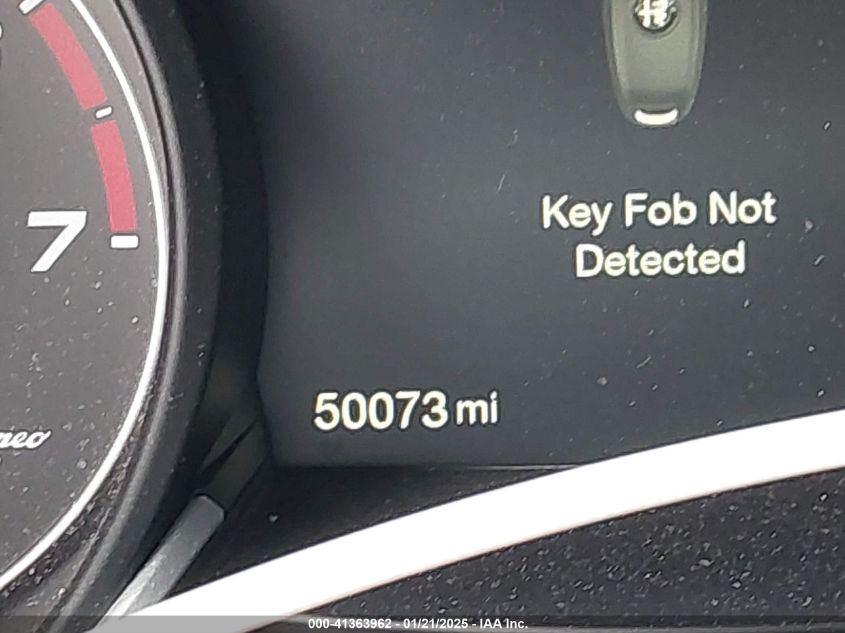 Key Fob Not
Detected
7
50073 mi
000-41363962 - 01/21/2025 - IAA Inc.